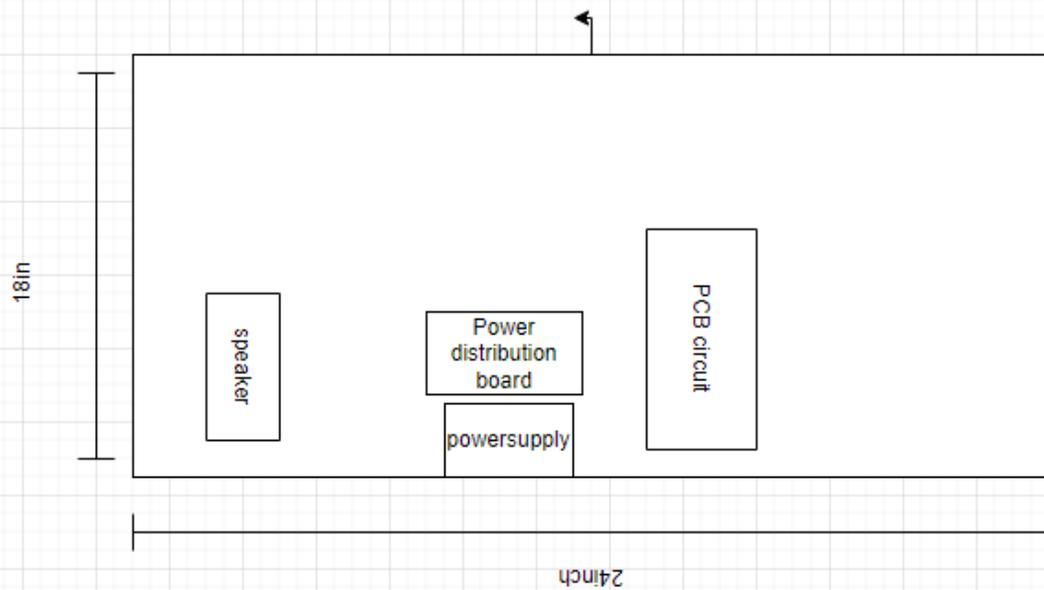 18in
speaker
Power
distribution
board
powersupply
PCB circuit
24inch